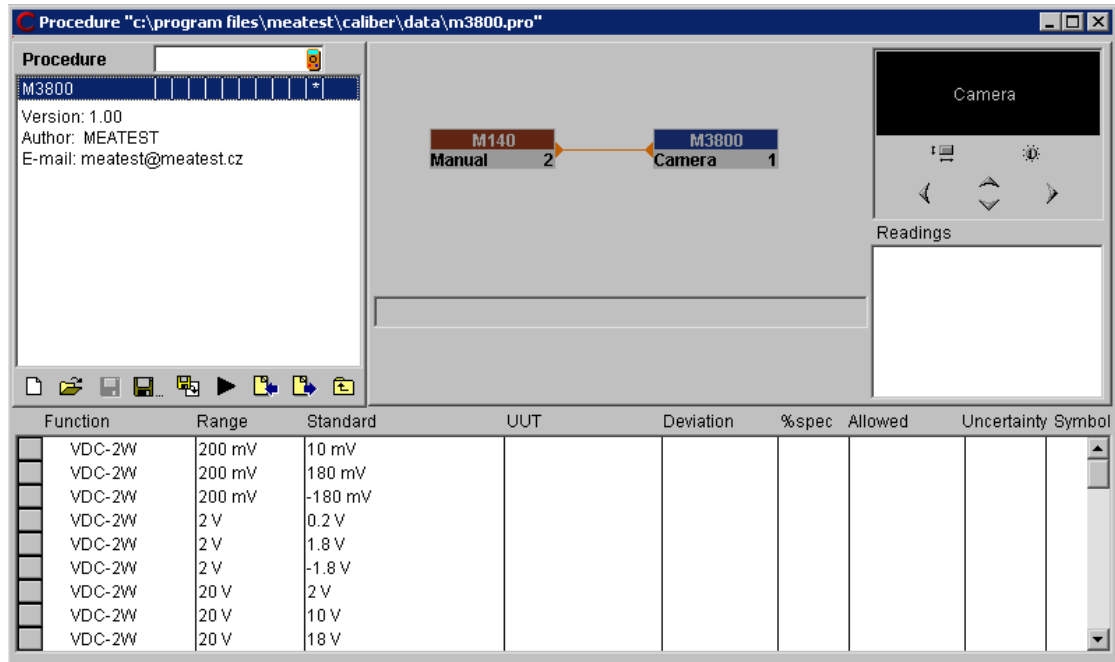 Procedure "c:\program files\meatest\caliber\data\m3800.pro"
Procedure
M3800 *
Version: 1.00
Author: MEATEST
E-mail: meatest@meatest.cz
M140
Manual 2
M3800
Camera 1
Camera
Readings
Function Range Standard UUT Deviation %spec Allowed Uncertainty Symbol
VDC-2W 200 mV 10 mV
VDC-2W 200 mV 180 mV
VDC-2W 200 mV -180 mV
VDC-2W 2 V 0.2 V
VDC-2W 2 V 1.8 V
VDC-2W 2 V -1.8 V
VDC-2W 20 V 2 V
VDC-2W 20 V 10 V
VDC-2W 20 V 18 V